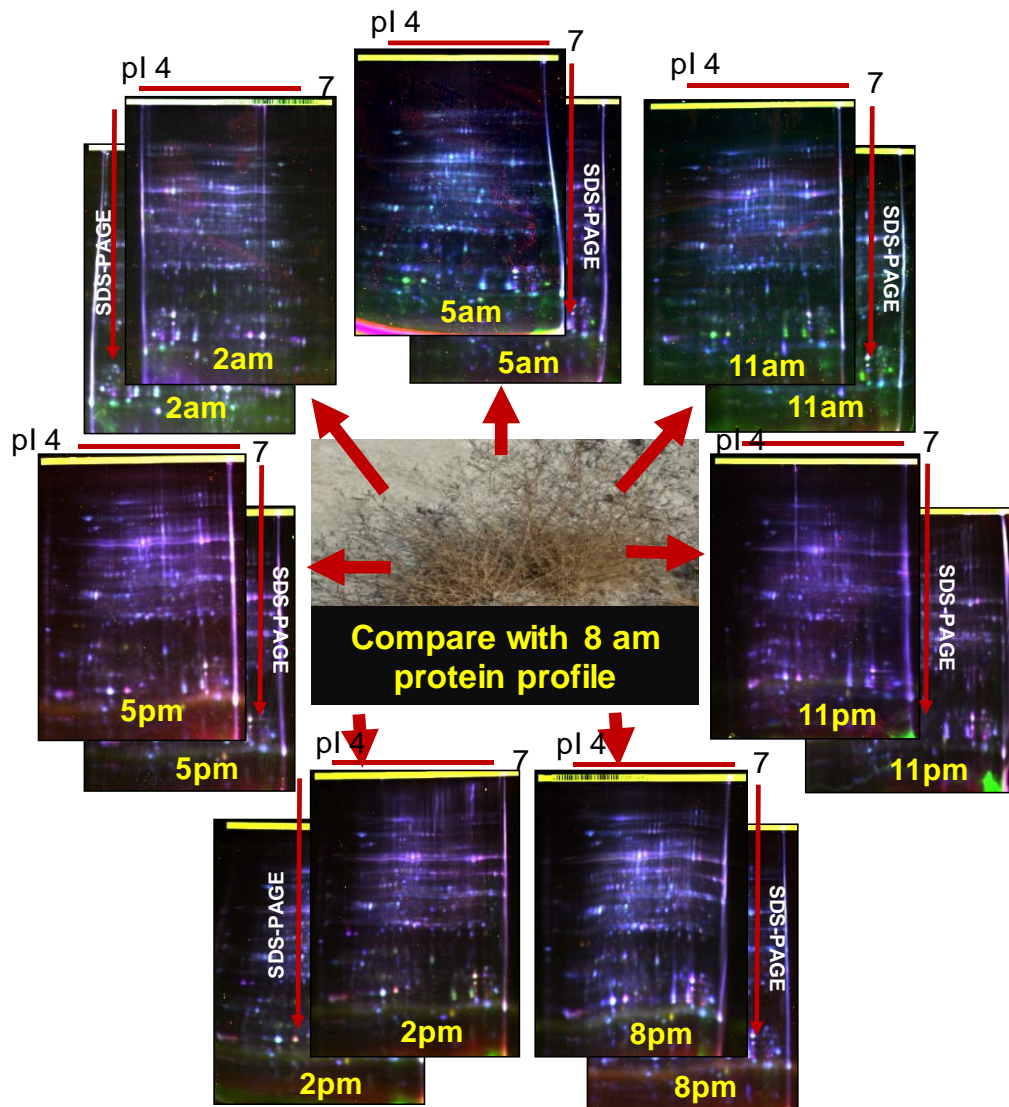 pI 4
7
SDS-PAGE
2am
2am
pI 4
7
SDS-PAGE
5am
5am
pI 4
7
SDS-PAGE
11am
11am
pI 4
7
SDS-PAGE
5pm
5pm
Compare with 8 am
protein profile
pI 4
7
SDS-PAGE
11pm
11pm
pI 4
7
SDS-PAGE
2pm
2pm
pI 4
7
SDS-PAGE
8pm
8pm